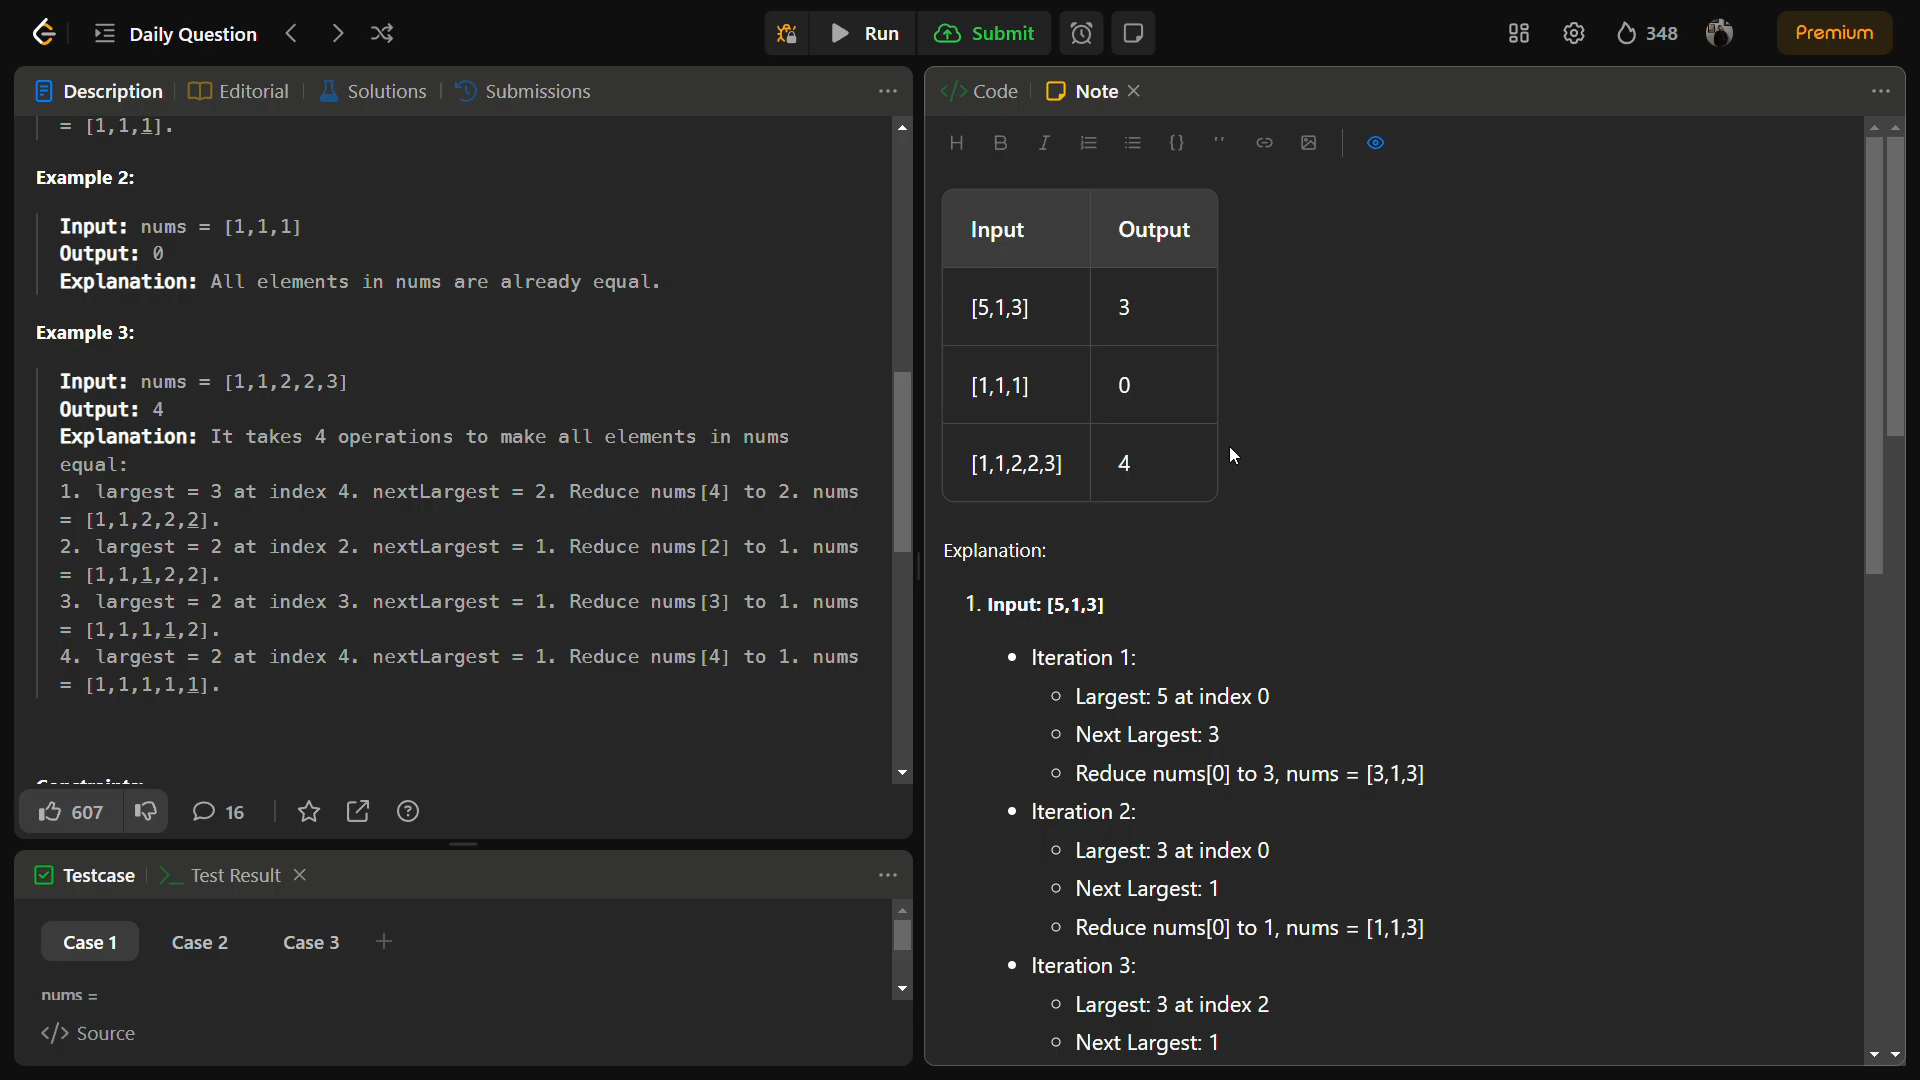 Daily Question
Run
Submit
348
Premium
Description
Editorial
Solutions
Submissions
= [1,1,1].
Example 2:
Input: nums = [1,1,1]
Output: 0
Explanation: All elements in nums are already equal.
Example 3:
Input: nums = [1,1,2,2,3]
Output: 4
Explanation: It takes 4 operations to make all elements in nums
equal:
1. largest = 3 at index 4. nextLargest = 2. Reduce nums[4] to 2. nums
= [1,1,2,2,2].
2. largest = 2 at index 2. nextLargest = 1. Reduce nums[2] to 1. nums
= [1,1,1,2,2].
3. largest = 2 at index 3. nextLargest = 1. Reduce nums[3] to 1. nums
= [1,1,1,1,2].
4. largest = 2 at index 4. nextLargest = 1. Reduce nums[4] to 1. nums
= [1,1,1,1,1].
607
16
Testcase
Test Result
Case 1
Case 2
Case 3
nums =
</> Source
</> Code
Note
H
B
I
{}
Input Output
[5,1,3] 3
[1,1,1] 0
[1,1,2,2,3] 4
Explanation:
1. Input: [5,1,3]
• Iteration 1:
○ Largest: 5 at index 0
○ Next Largest: 3
○ Reduce nums[0] to 3, nums = [3,1,3]
• Iteration 2:
○ Largest: 3 at index 0
○ Next Largest: 1
○ Reduce nums[0] to 1, nums = [1,1,3]
• Iteration 3:
○ Largest: 3 at index 2
○ Next Largest: 1